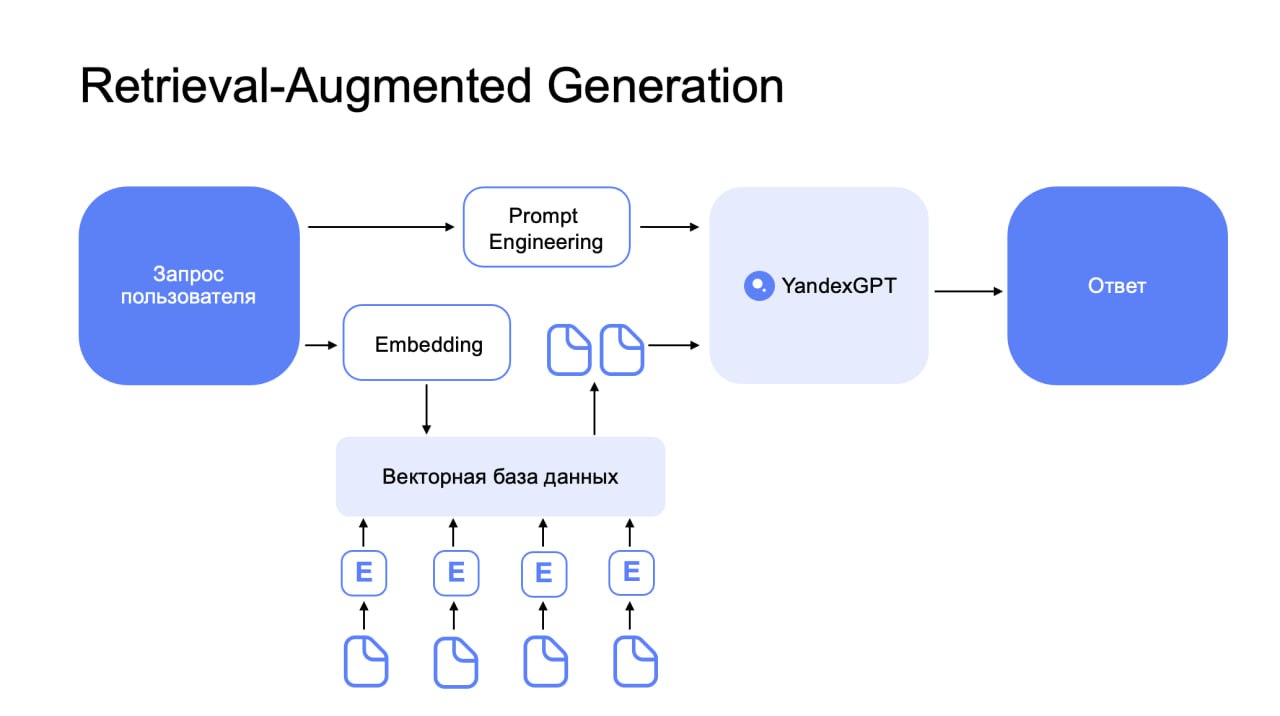 Retrieval-Augmented Generation
Запрос
пользователя
Prompt
Engineering
YandexGPT
Ответ
Embedding
Векторная база данных
E
E
E
E